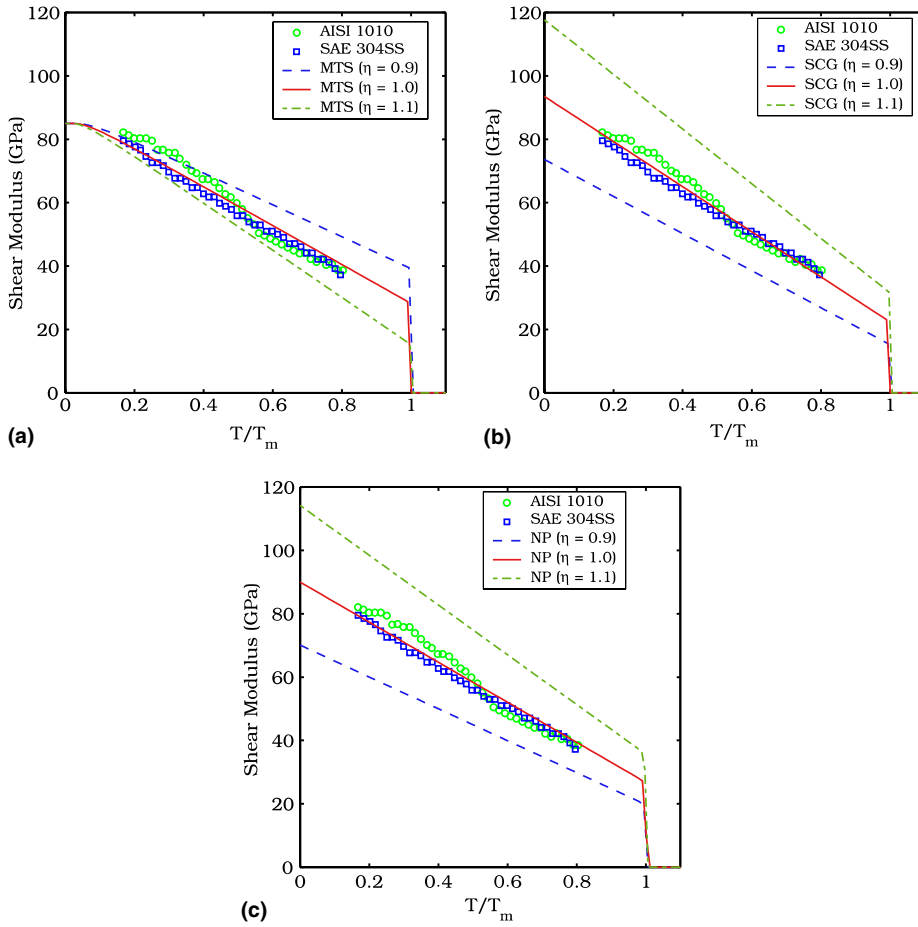 120
100
80
60
40
20
0
Shear Modulus (GPa)
AISI 1010
SAE 304SS
MTS (η = 0.9)
MTS (η = 1.0)
MTS (η = 1.1)
0 0.2 0.4 0.6 0.8 1
T/Tm
(a)
120
100
80
60
40
20
0
Shear Modulus (GPa)
AISI 1010
SAE 304SS
SCG (η = 0.9)
SCG (η = 1.0)
SCG (η = 1.1)
0 0.2 0.4 0.6 0.8 1
T/Tm
(b)
120
100
80
60
40
20
0
Shear Modulus (GPa)
AISI 1010
SAE 304SS
NP (η = 0.9)
NP (η = 1.0)
NP (η = 1.1)
0 0.2 0.4 0.6 0.8 1
T/Tm
(c)